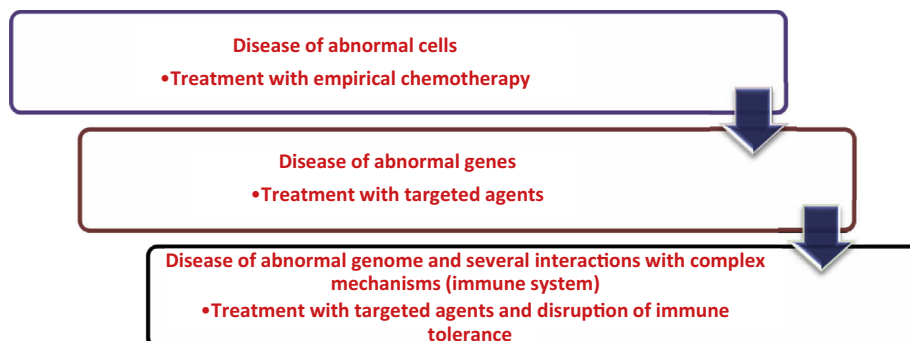 Disease of abnormal cells
•Treatment with empirical chemotherapy
Disease of abnormal genes
•Treatment with targeted agents
Disease of abnormal genome and several interactions with complex
mechanisms (immune system)
•Treatment with targeted agents and disruption of immune
tolerance